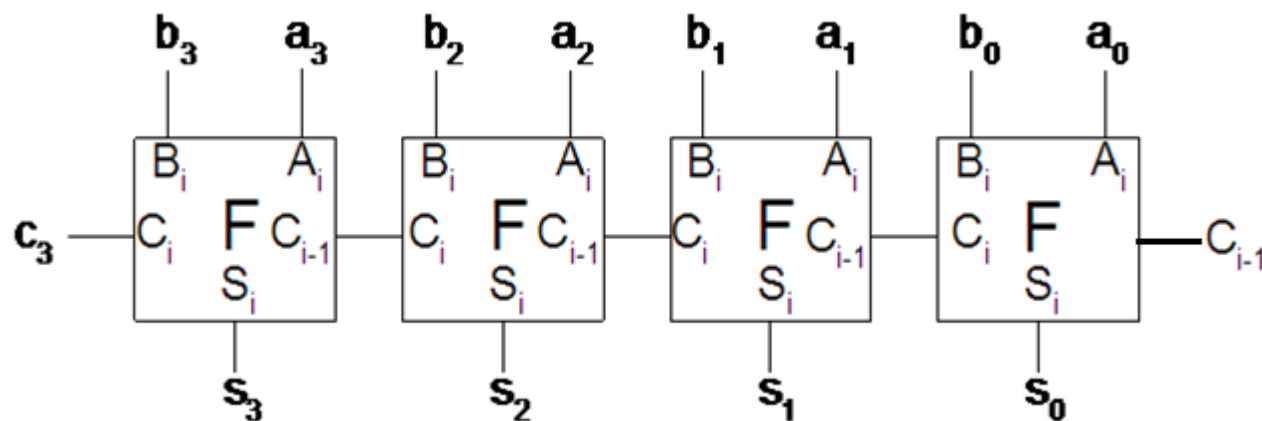 b₃ a₃ b₂ a₂ b₁ a₁ b₀ a₀
Bᵢ Aᵢ Bᵢ Aᵢ Bᵢ Aᵢ Bᵢ Aᵢ
c₃ Cᵢ F Cᵢ₋₁ Cᵢ F Cᵢ₋₁ Cᵢ F Cᵢ₋₁ Cᵢ F Cᵢ₋₁
Sᵢ Sᵢ Sᵢ Sᵢ
s₃ s₂ s₁ s₀